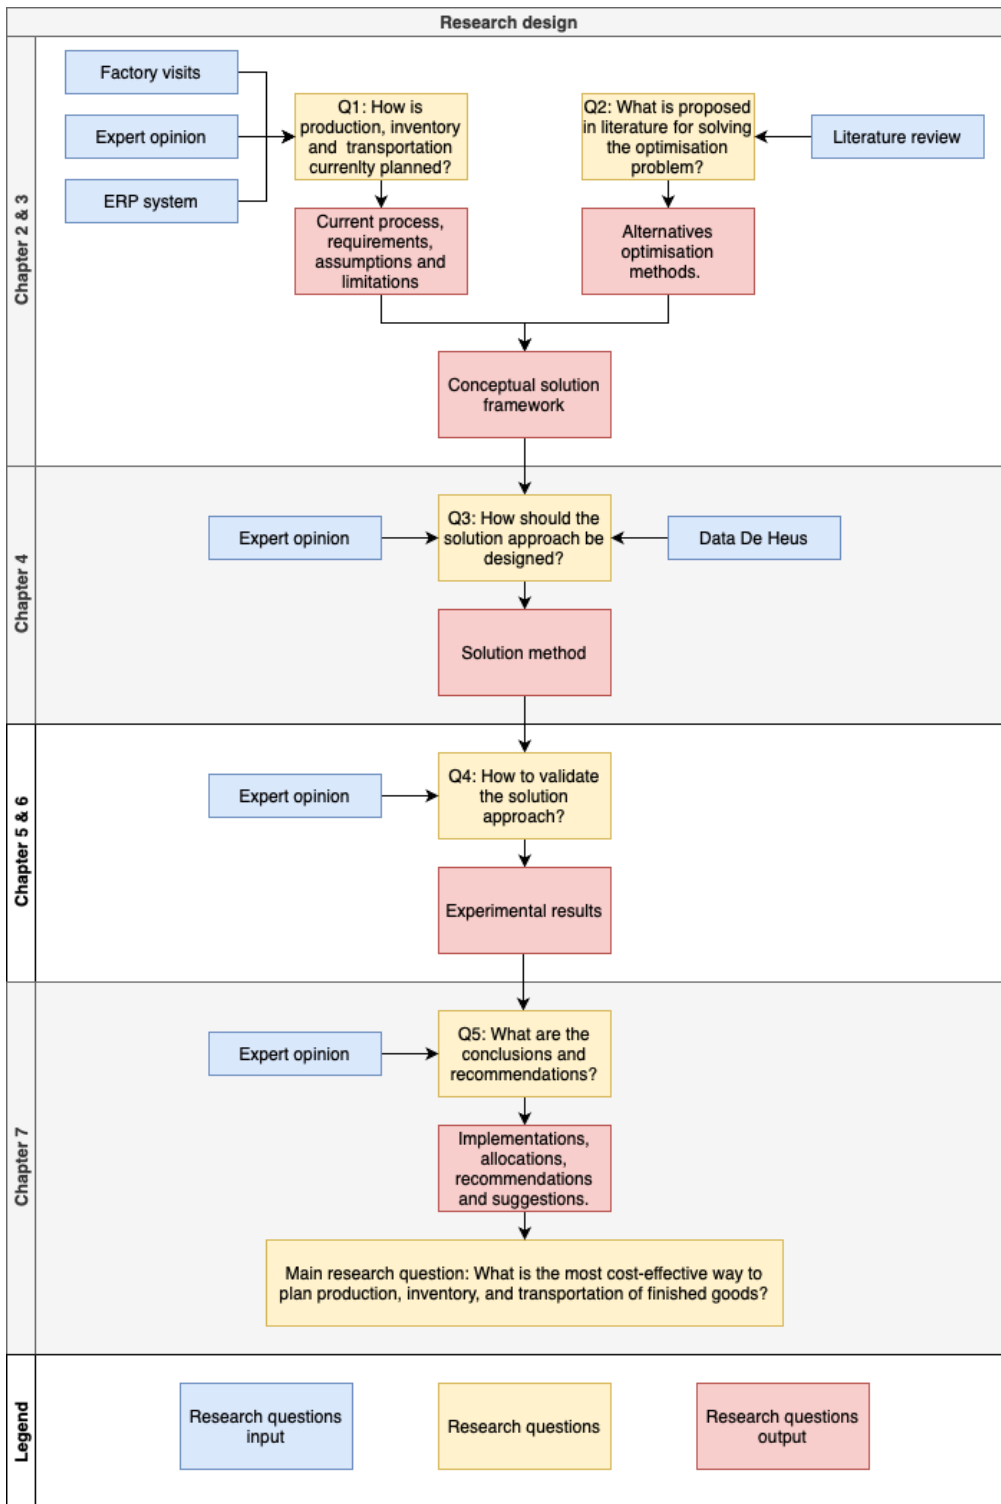 Research design
Chapter 2 & 3
Factory visits
Expert opinion
ERP system
Q1: How is
production, inventory
and transportation
currenlty planned?
Q2: What is proposed
in literature for solving
the optimisation
problem?
Literature review
Current process,
requirements,
assumptions and
limitations
Alternatives
optimisation
methods.
Conceptual solution
framework
Chapter 4
Expert opinion
Q3: How should the
solution approach be
designed?
Data De Heus
Solution method
Chapter 5 & 6
Expert opinion
Q4: How to validate
the solution
approach?
Experimental results
Chapter 7
Expert opinion
Q5: What are the
conclusions and
recommendations?
Implementations,
allocations,
recommendations
and suggestions.
Main research question: What is the most cost-effective way to
plan production, inventory, and transportation of finished goods?
Legend
Research questions
input
Research questions
Research questions
output